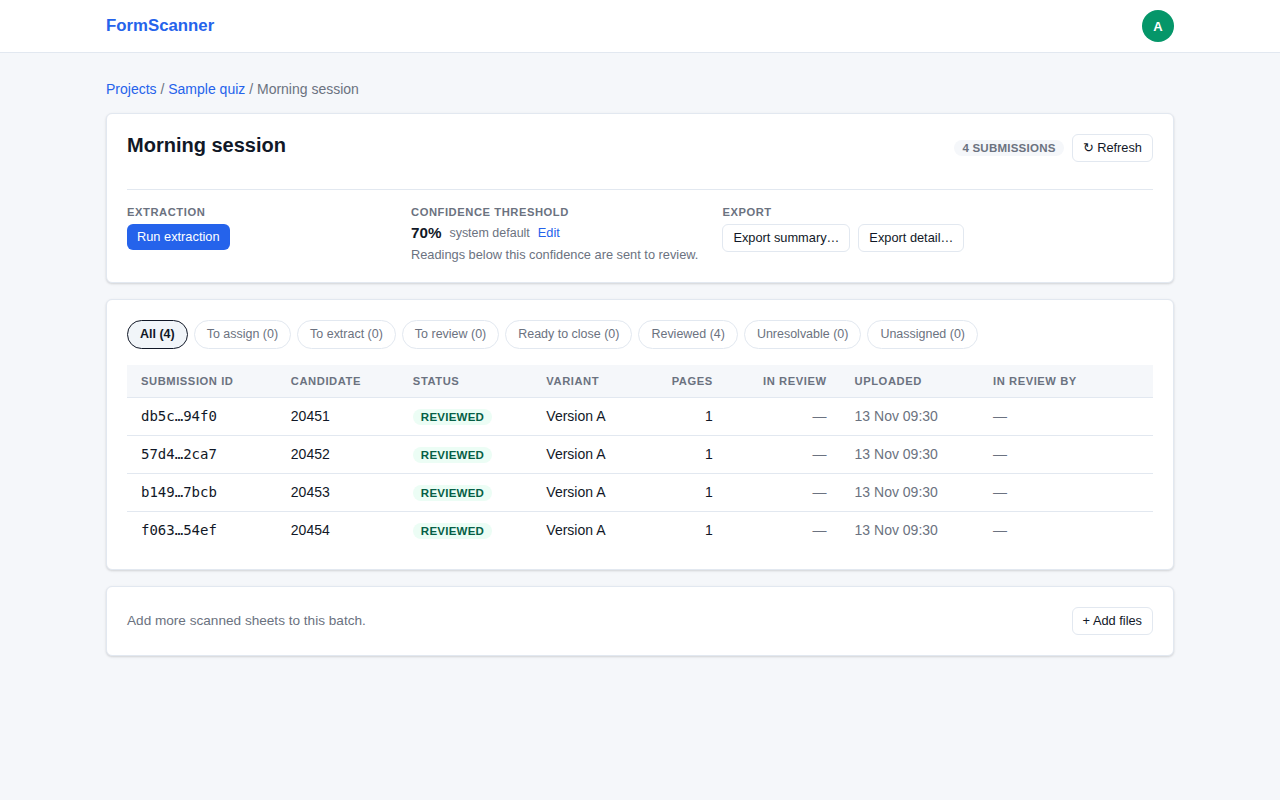 FormScanner
A
Projects / Sample quiz / Morning session
Morning session
4 SUBMISSIONS
↻ Refresh
EXTRACTION
CONFIDENCE THRESHOLD
EXPORT
Run extraction
70% system default Edit
Export summary…
Export detail…
Readings below this confidence are sent to review.
All (4)
To assign (0)
To extract (0)
To review (0)
Ready to close (0)
Reviewed (4)
Unresolvable (0)
Unassigned (0)
SUBMISSION ID CANDIDATE STATUS VARIANT PAGES IN REVIEW UPLOADED IN REVIEW BY
db5c…94f0 20451 REVIEWED Version A 1 — 13 Nov 09:30 —
57d4…2ca7 20452 REVIEWED Version A 1 — 13 Nov 09:30 —
b149…7bcb 20453 REVIEWED Version A 1 — 13 Nov 09:30 —
f063…54ef 20454 REVIEWED Version A 1 — 13 Nov 09:30 —
Add more scanned sheets to this batch.
+ Add files